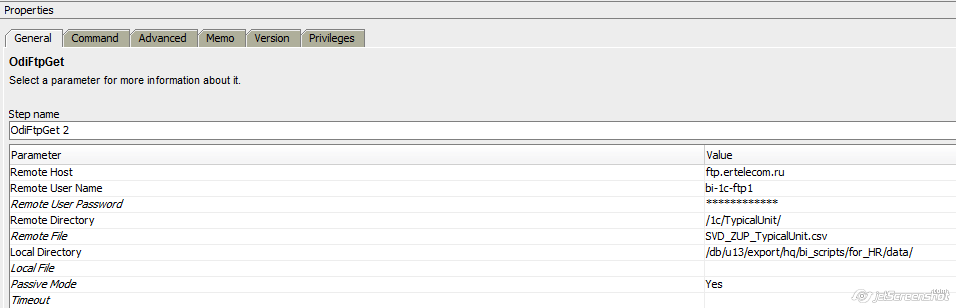 Properties
General Command Advanced Memo Version Privileges
OdiFtpGet
Select a parameter for more information about it.
Step name
OdiFtpGet 2
Parameter Value
Remote Host ftp.ertelecom.ru
Remote User Name bi-1c-ftp1
Remote User Password ************
Remote Directory /1c/TypicalUnit/
Remote File SVD_ZUP_TypicalUnit.csv
Local Directory /db/u13/export/hq/bi_scripts/for_HR/data/
Local File
Passive Mode Yes
Timeout
jetScreenshot